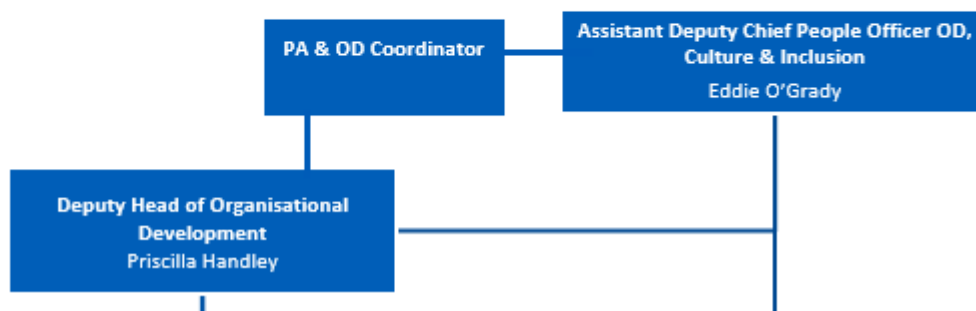 PA & OD Coordinator
Assistant Deputy Chief People Officer OD,
Culture & Inclusion
Eddie O'Grady
Deputy Head of Organisational
Development
Priscilla Handley